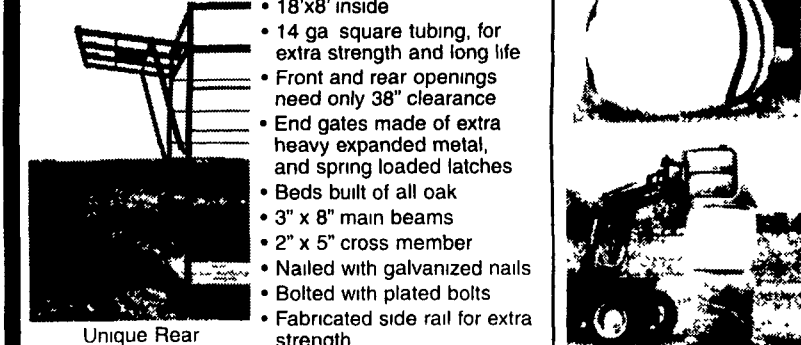 • 18'x8' inside
• 14 ga square tubing, for
extra strength and long life
• Front and rear openings
need only 38" clearance
• End gates made of extra
heavy expanded metal,
and spring loaded latches
• Beds built of all oak
• 3" x 8" main beams
• 2" x 5" cross member
• Nailed with galvanized nails
• Bolted with plated bolts
• Fabricated side rail for extra
strength
Unique Rear